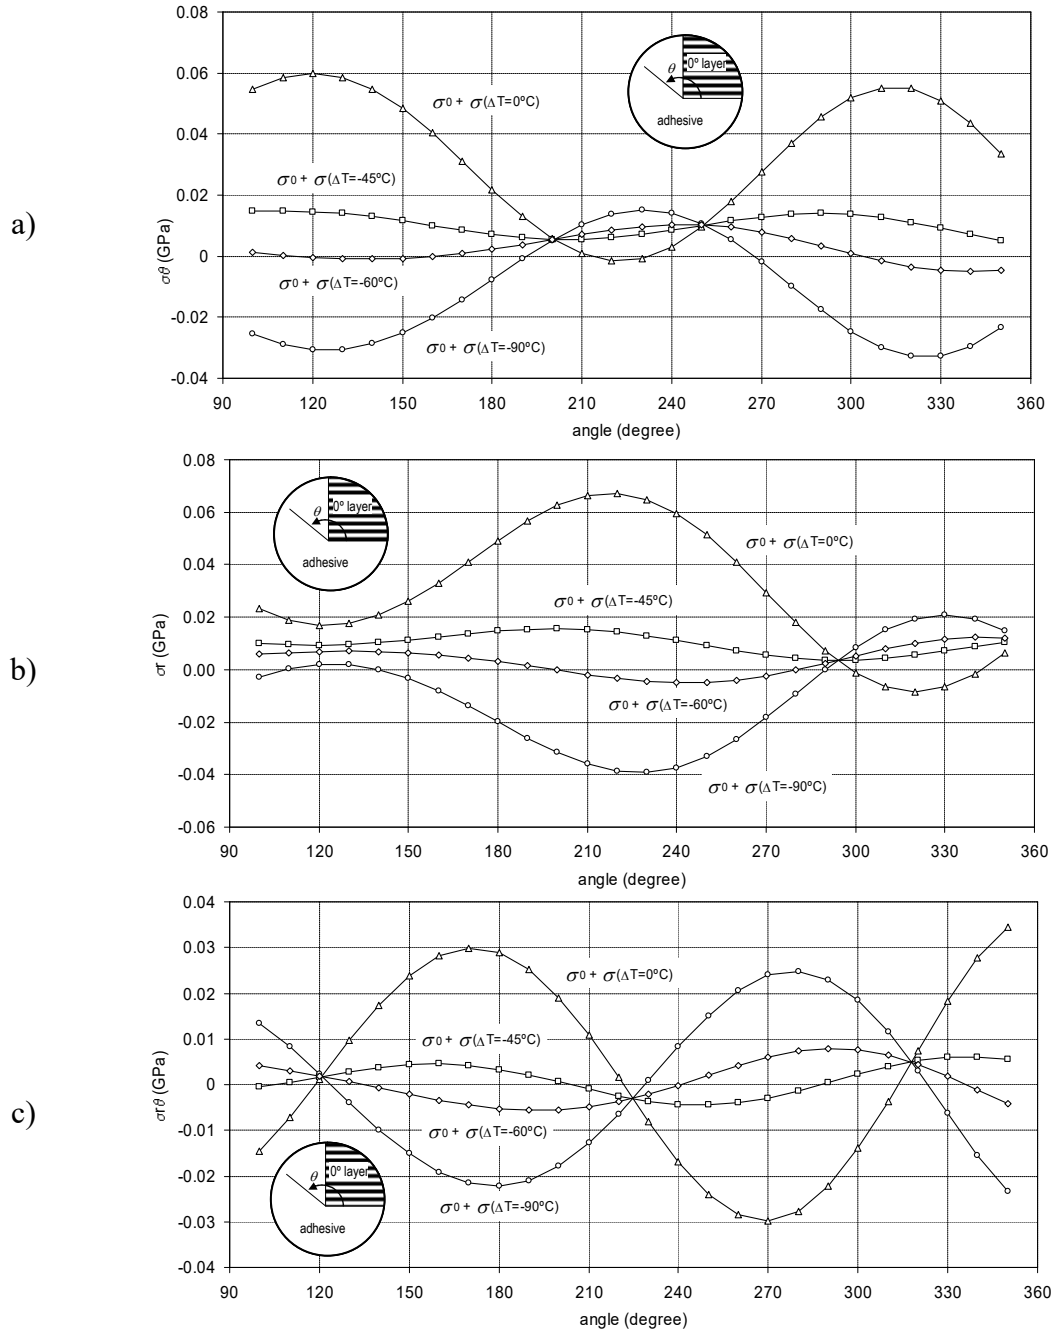 a)
0.08
0.06
0.04
0.02
0
-0.02
-0.04
σθ (GPa)
σ0 + σ(ΔT=0ºC)
0º layer
θ
adhesive
σ0 + σ(ΔT=-45ºC)
σ0 + σ(ΔT=-60ºC)
σ0 + σ(ΔT=-90ºC)
90 120 150 180 210 240 270 300 330 360
angle (degree)
b)
0.08
0.06
0.04
0.02
0.00
-0.02
-0.04
-0.06
σr (GPa)
0º layer
θ
adhesive
σ0 + σ(ΔT=0ºC)
σ0 + σ(ΔT=-45ºC)
σ0 + σ(ΔT=-60ºC)
σ0 + σ(ΔT=-90ºC)
90 120 150 180 210 240 270 300 330 360
angle (degree)
c)
0.04
0.03
0.02
0.01
0
-0.01
-0.02
-0.03
-0.04
σrθ (GPa)
σ0 + σ(ΔT=0ºC)
σ0 + σ(ΔT=-45ºC)
σ0 + σ(ΔT=-60ºC)
0º layer
θ
adhesive
σ0 + σ(ΔT=-90ºC)
90 120 150 180 210 240 270 300 330 360
angle (degree)